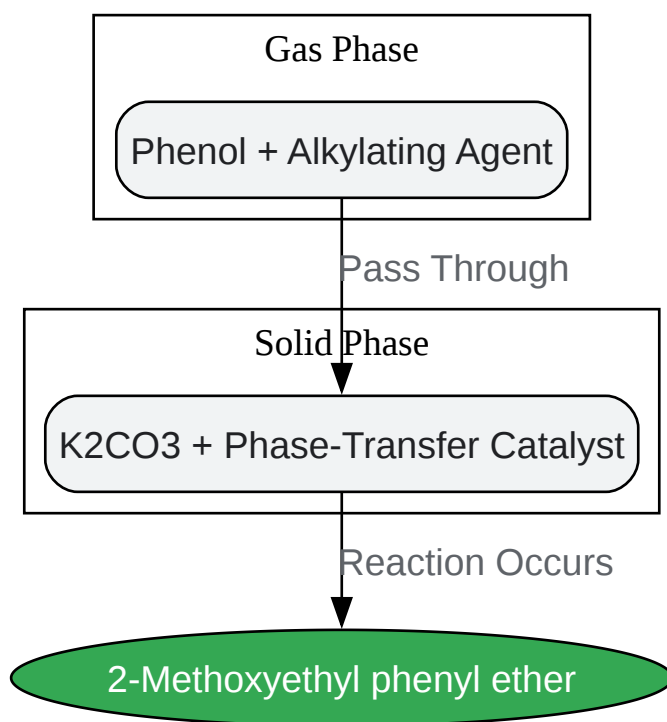 Gas Phase
Phenol + Alkylating Agent
Pass Through
Solid Phase
K2CO3 + Phase-Transfer Catalyst
Reaction Occurs
2-Methoxyethyl phenyl ether